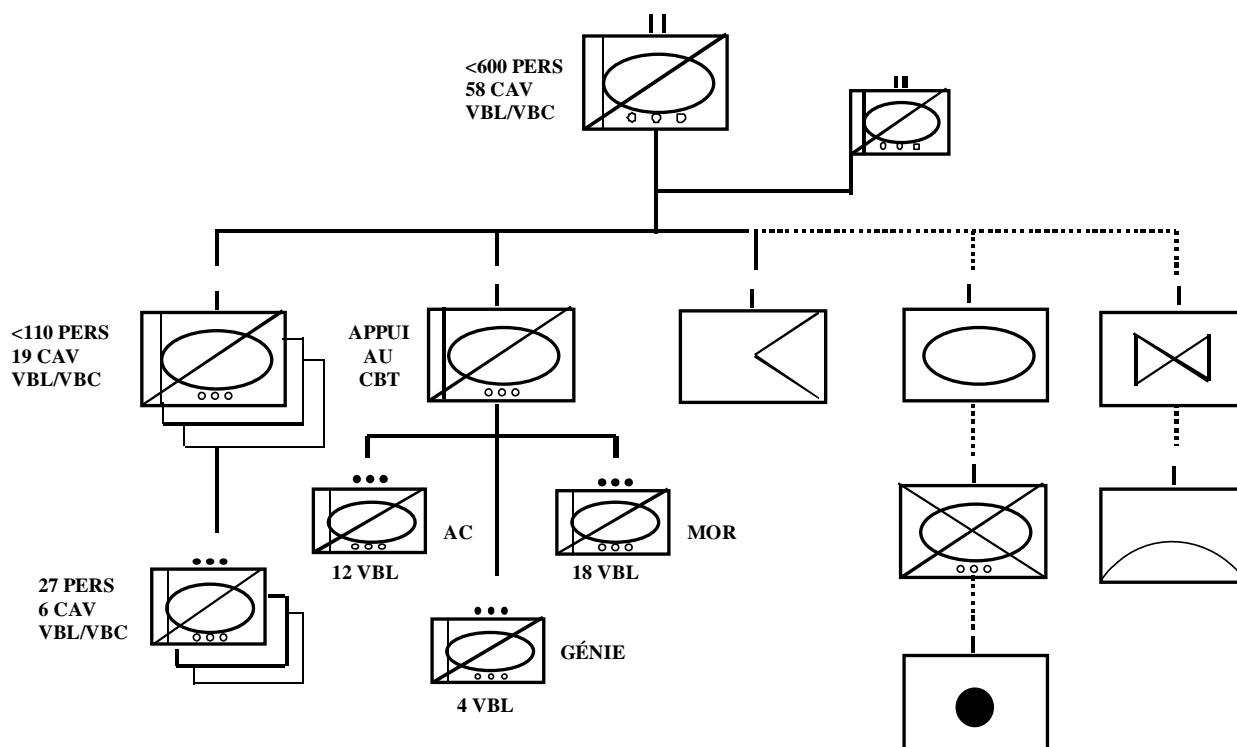 <600 PERS
58 CAV
VBL/VBC
<110 PERS
19 CAV
VBL/VBC
APPUI
AU
CBT
AC
12 VBL
MOR
18 VBL
27 PERS
6 CAV
VBL/VBC
GÉNIE
4 VBL